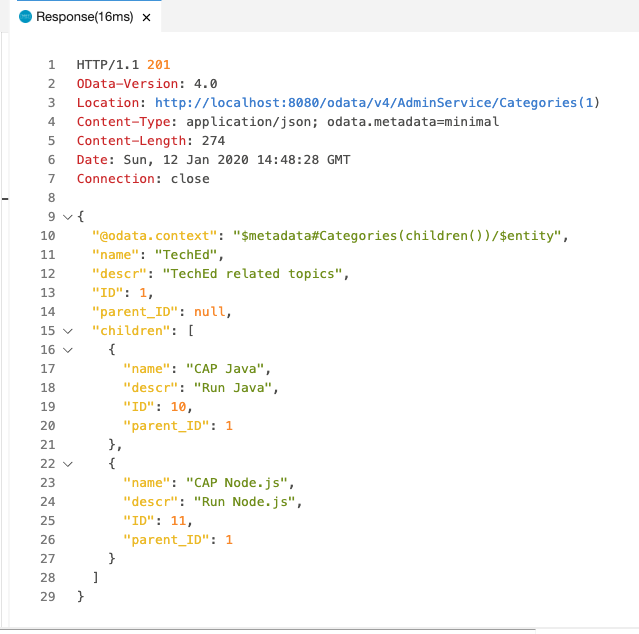 Response(16ms) ×
1 HTTP/1.1 201
2 OData-Version: 4.0
3 Location: http://localhost:8080/odata/v4/AdminService/Categories(1)
4 Content-Type: application/json; odata.metadata=minimal
5 Content-Length: 274
6 Date: Sun, 12 Jan 2020 14:48:28 GMT
7 Connection: close
8
9 {
10 "@odata.context": "$metadata#Categories(children())/$entity",
11 "name": "TechEd",
12 "descr": "TechEd related topics",
13 "ID": 1,
14 "parent_ID": null,
15 "children": [
16 {
17 "name": "CAP Java",
18 "descr": "Run Java",
19 "ID": 10,
20 "parent_ID": 1
21 },
22 {
23 "name": "CAP Node.js",
24 "descr": "Run Node.js",
25 "ID": 11,
26 "parent_ID": 1
27 }
28 ]
29 }